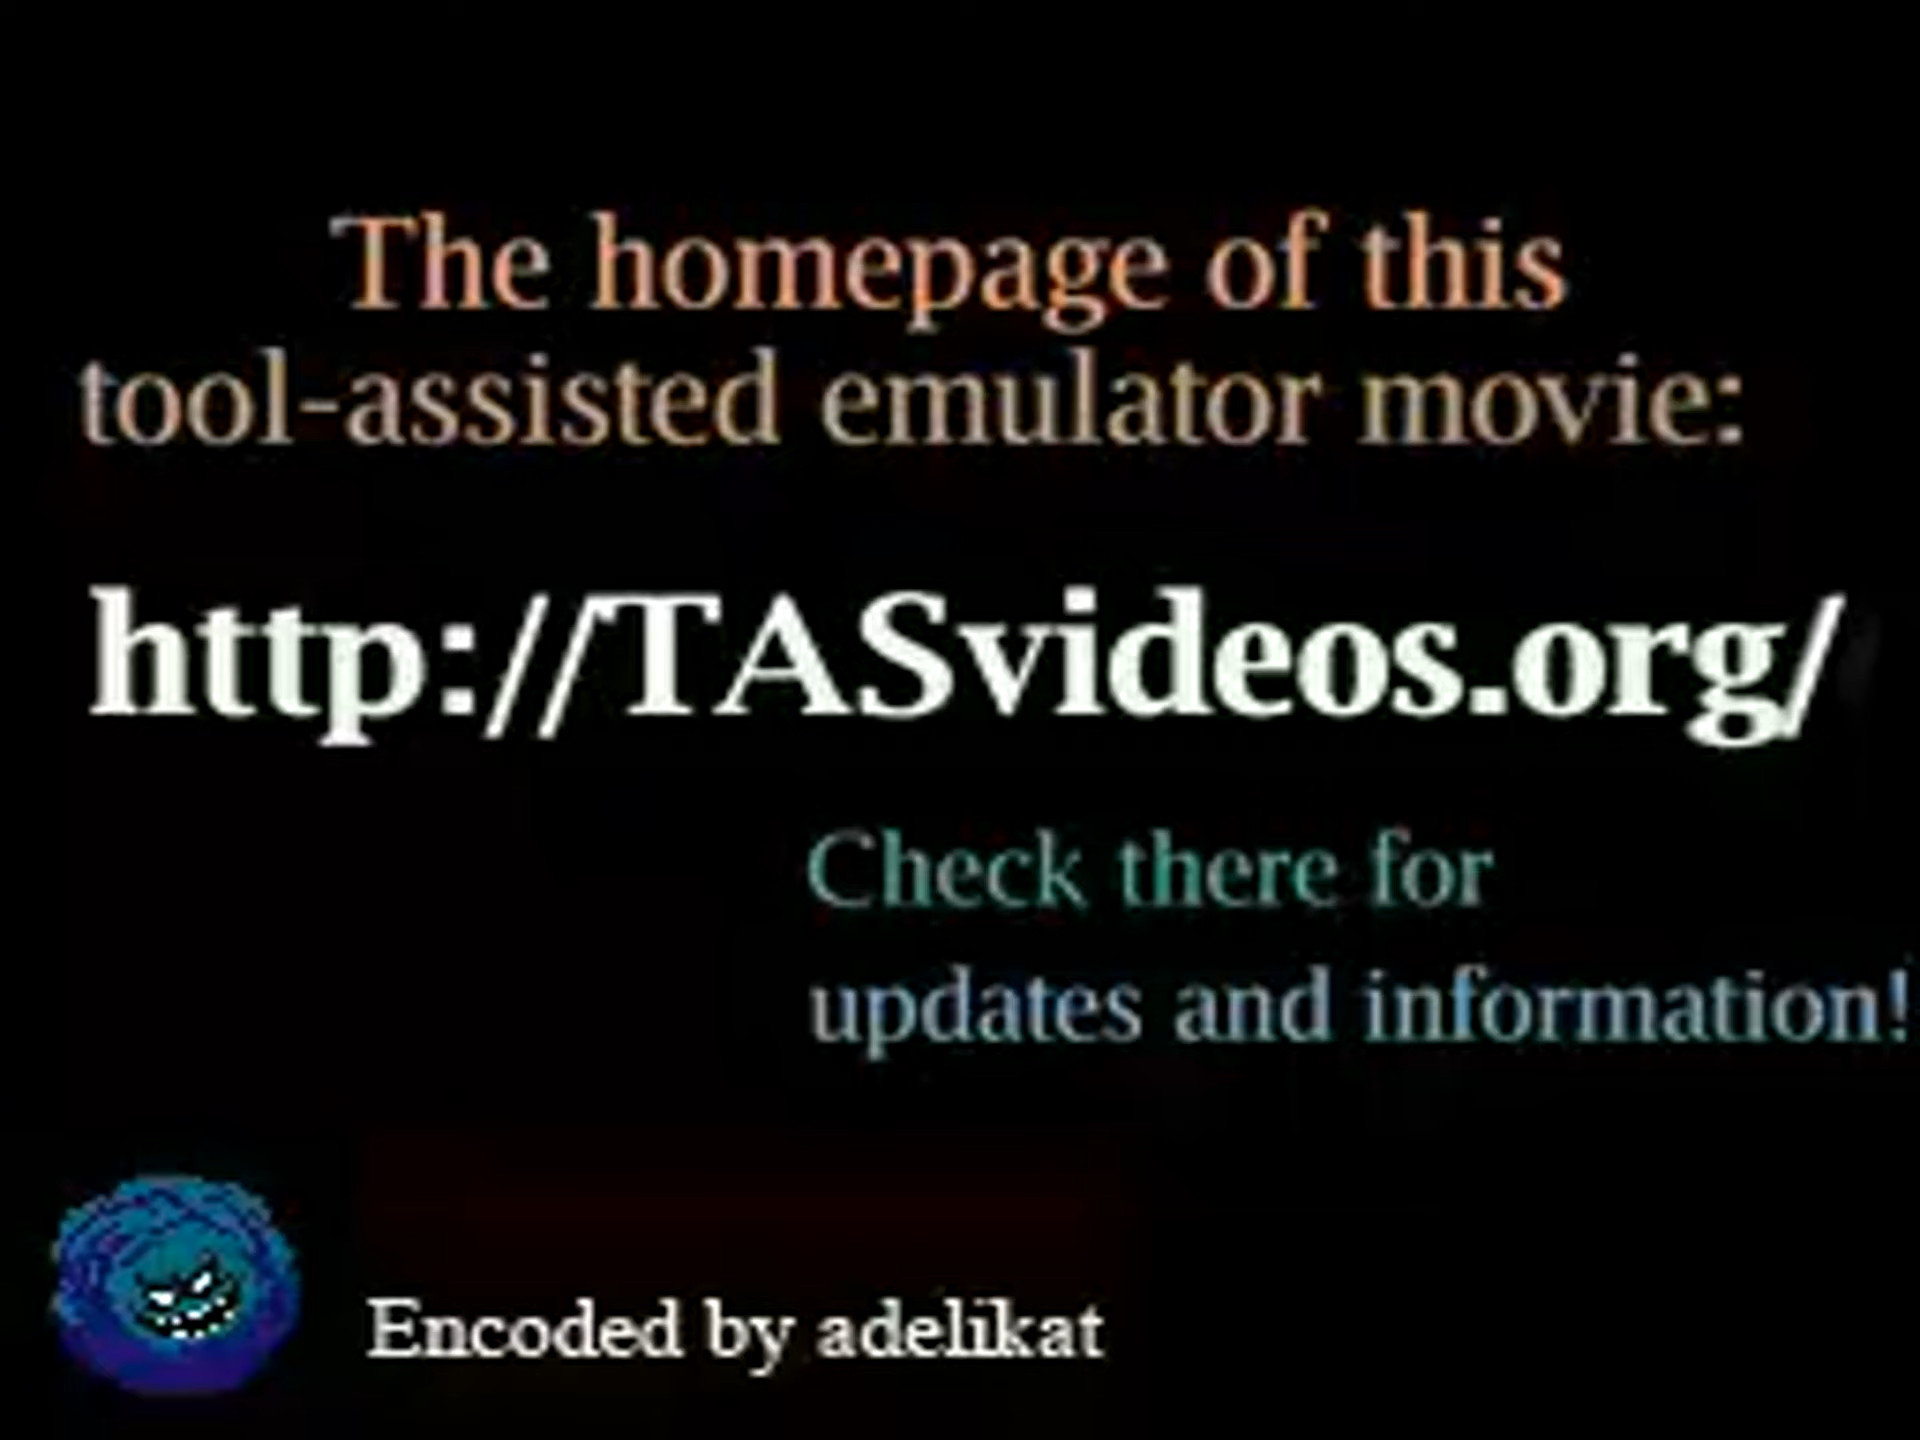 The homepage of this
tool-assisted emulator movie:
http://TASvideos.org/
Check there for
updates and information!
Encoded by adelikat